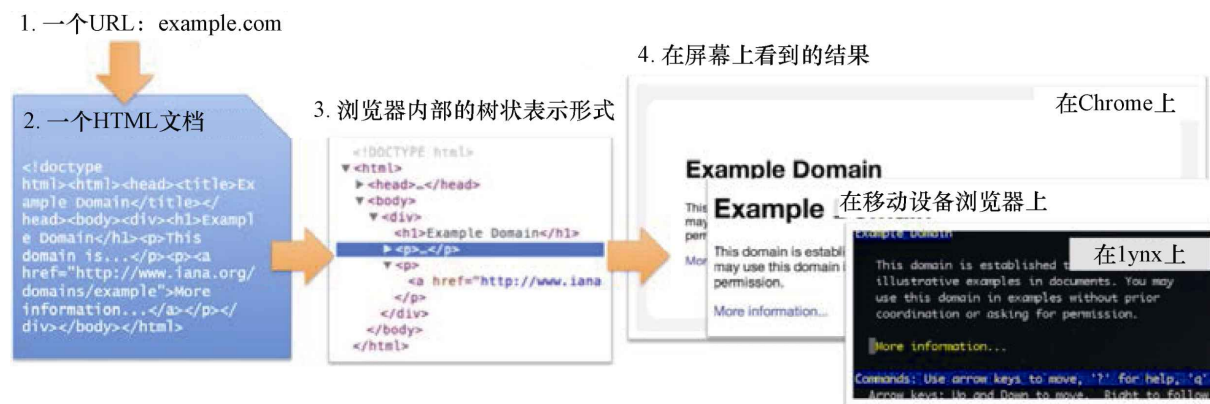 1. 一个URL：example.com
2. 一个HTML文档
<!doctype
html><html><head><title>Ex
ample Domain</title></
head><body><div><h1>Exampl
e Domain</h1><p>This
domain is...</p><p><a
href="http://www.iana.org/
domains/example">More
information...</a></p></
div></body></html>
3. 浏览器内部的树状表示形式
<!DOCTYPE html>
▼<html>
▶<head>…</head>
▼<body>
▼<div>
<h1>Example Domain</h1>
▶<p>…</p>
▼<p>
<a href="http://www.iana
</p>
</div>
</body>
</html>
4. 在屏幕上看到的结果
在Chrome上
Example Domain
This
may
perr
Mor
在移动设备浏览器上
Example
This domain is establi
may use this domain i
permission.
More information...
在lynx上
Example Domain
This domain is established t
illustrative examples in documents. You may
use this domain in examples without prior
coordination or asking for permission.
More information...
Commands: Use arrow keys to move, '?' for help, 'q'
Arrow keys: Up and Down to move. Right to follow